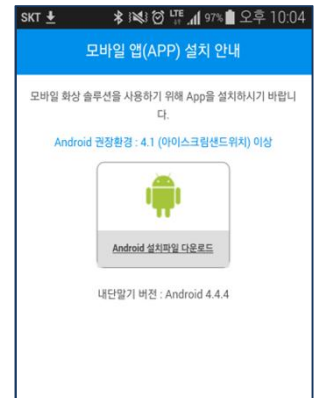 SKT LTE 97% 오후 10:04
모바일 앱(APP) 설치 안내
모바일 화상 솔루션을 사용하기 위해 App을 설치하시기 바랍니
다.
Android 권장환경 : 4.1 (아이스크림샌드위치) 이상
Android 설치파일 다운로드
내단말기 버전 : Android 4.4.4